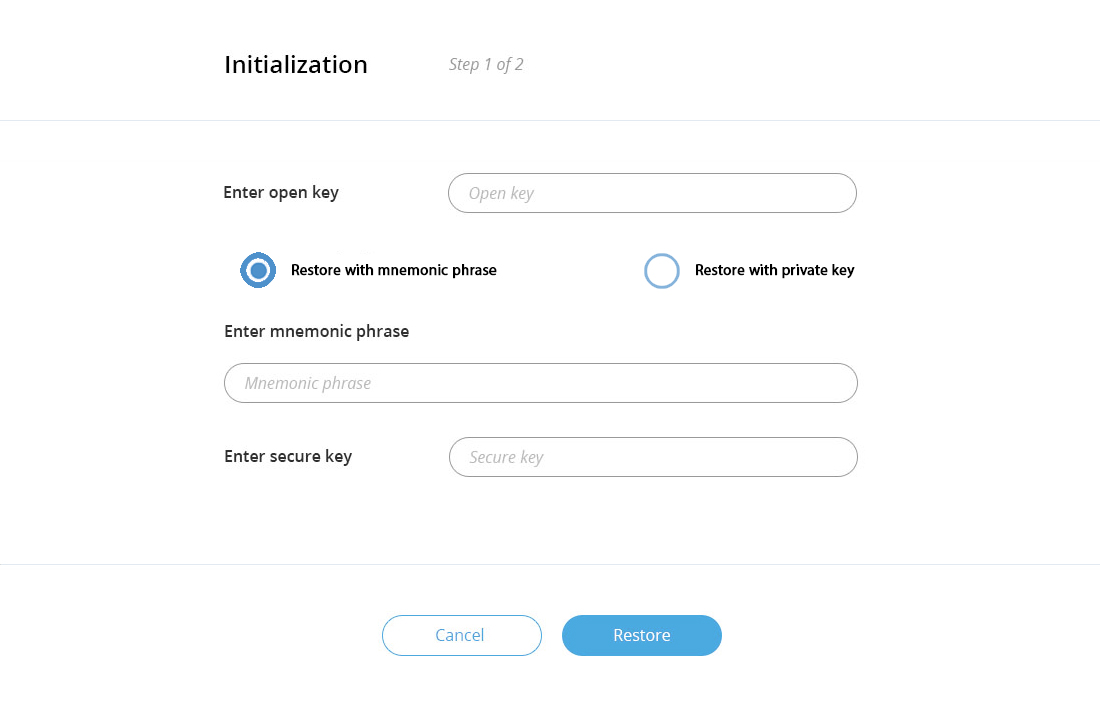 Initialization Step 1 of 2
Enter open key Open key
Restore with mnemonic phrase Restore with private key
Enter mnemonic phrase
Mnemonic phrase
Enter secure key Secure key
Cancel Restore